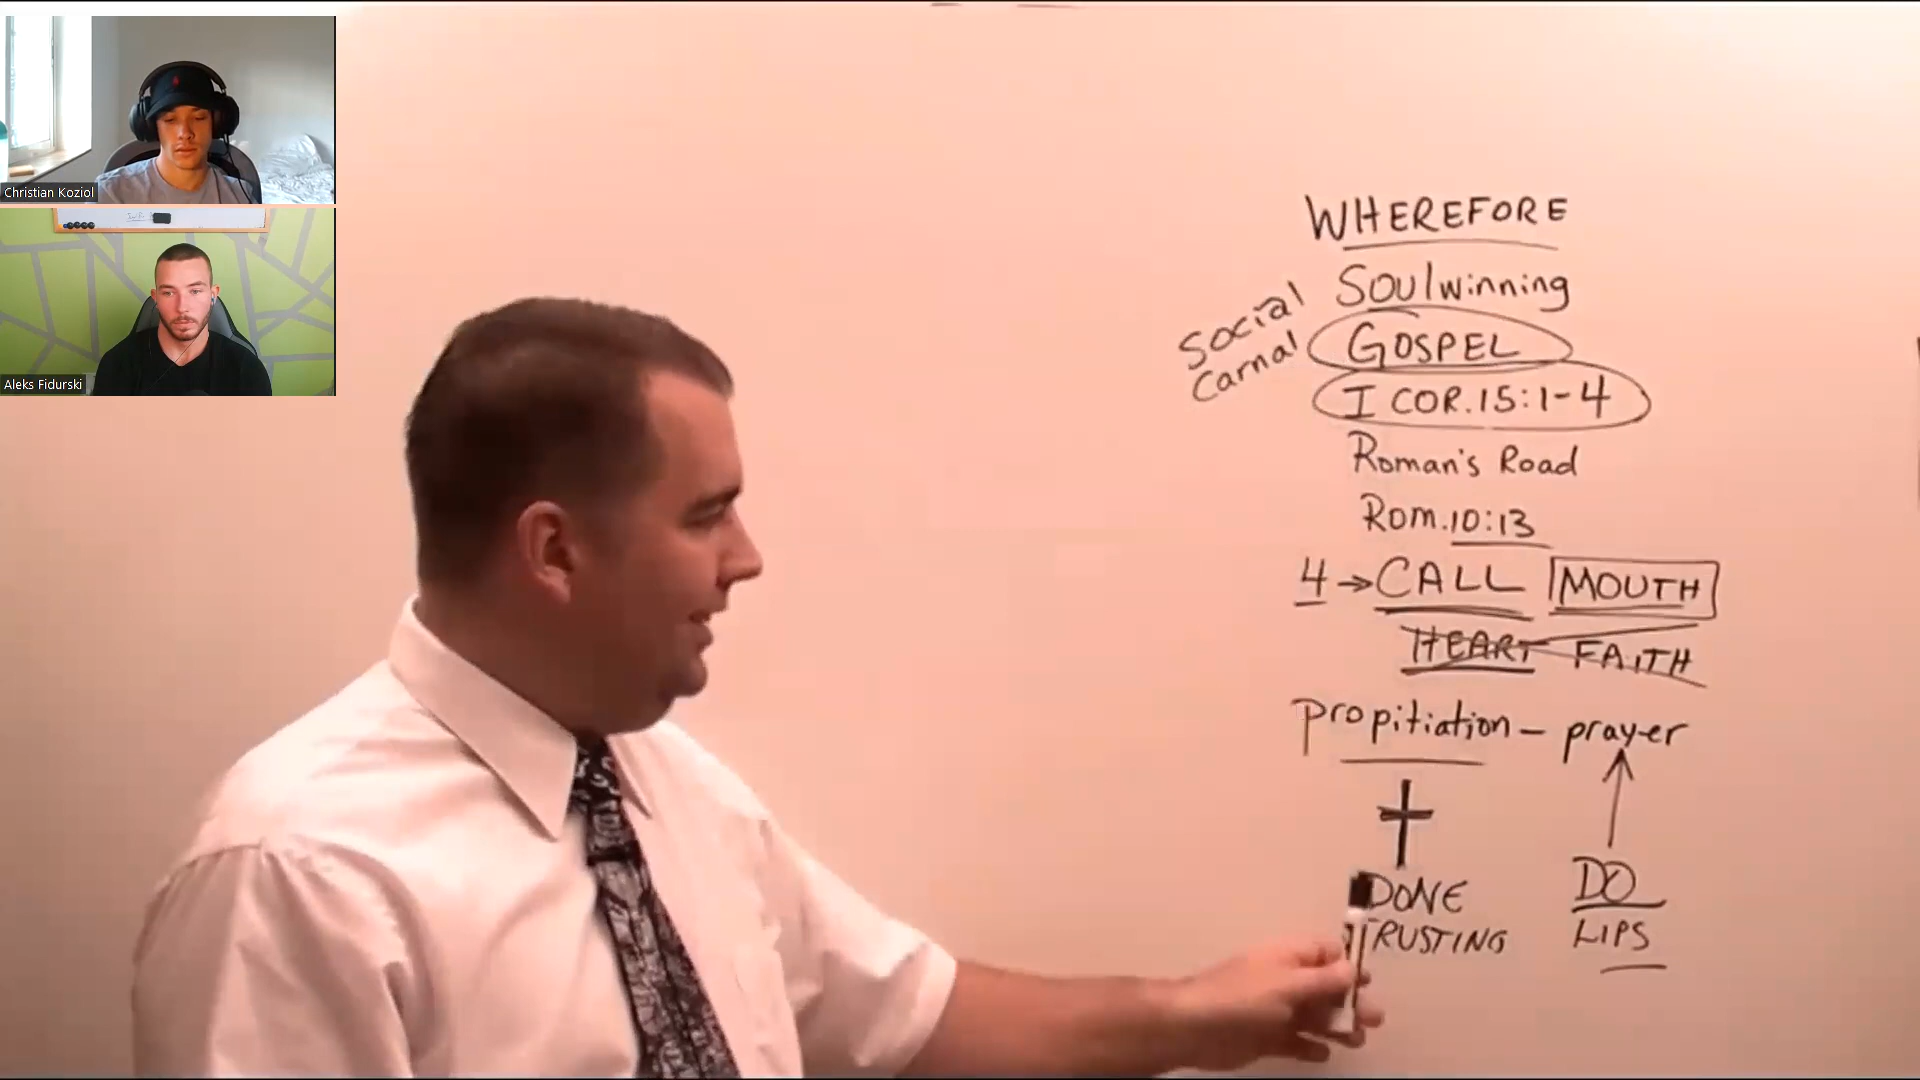 Christian Koziol
Aleks Fidurski
WHEREFORE
Soulwinning
Social
Carnal
GOSPEL
I COR. 15:1-4
Roman's Road
Rom. 10:13
4 → CALL MOUTH
HEART FAITH
propitiation – prayer
DONE DO
TRUSTING LIPS